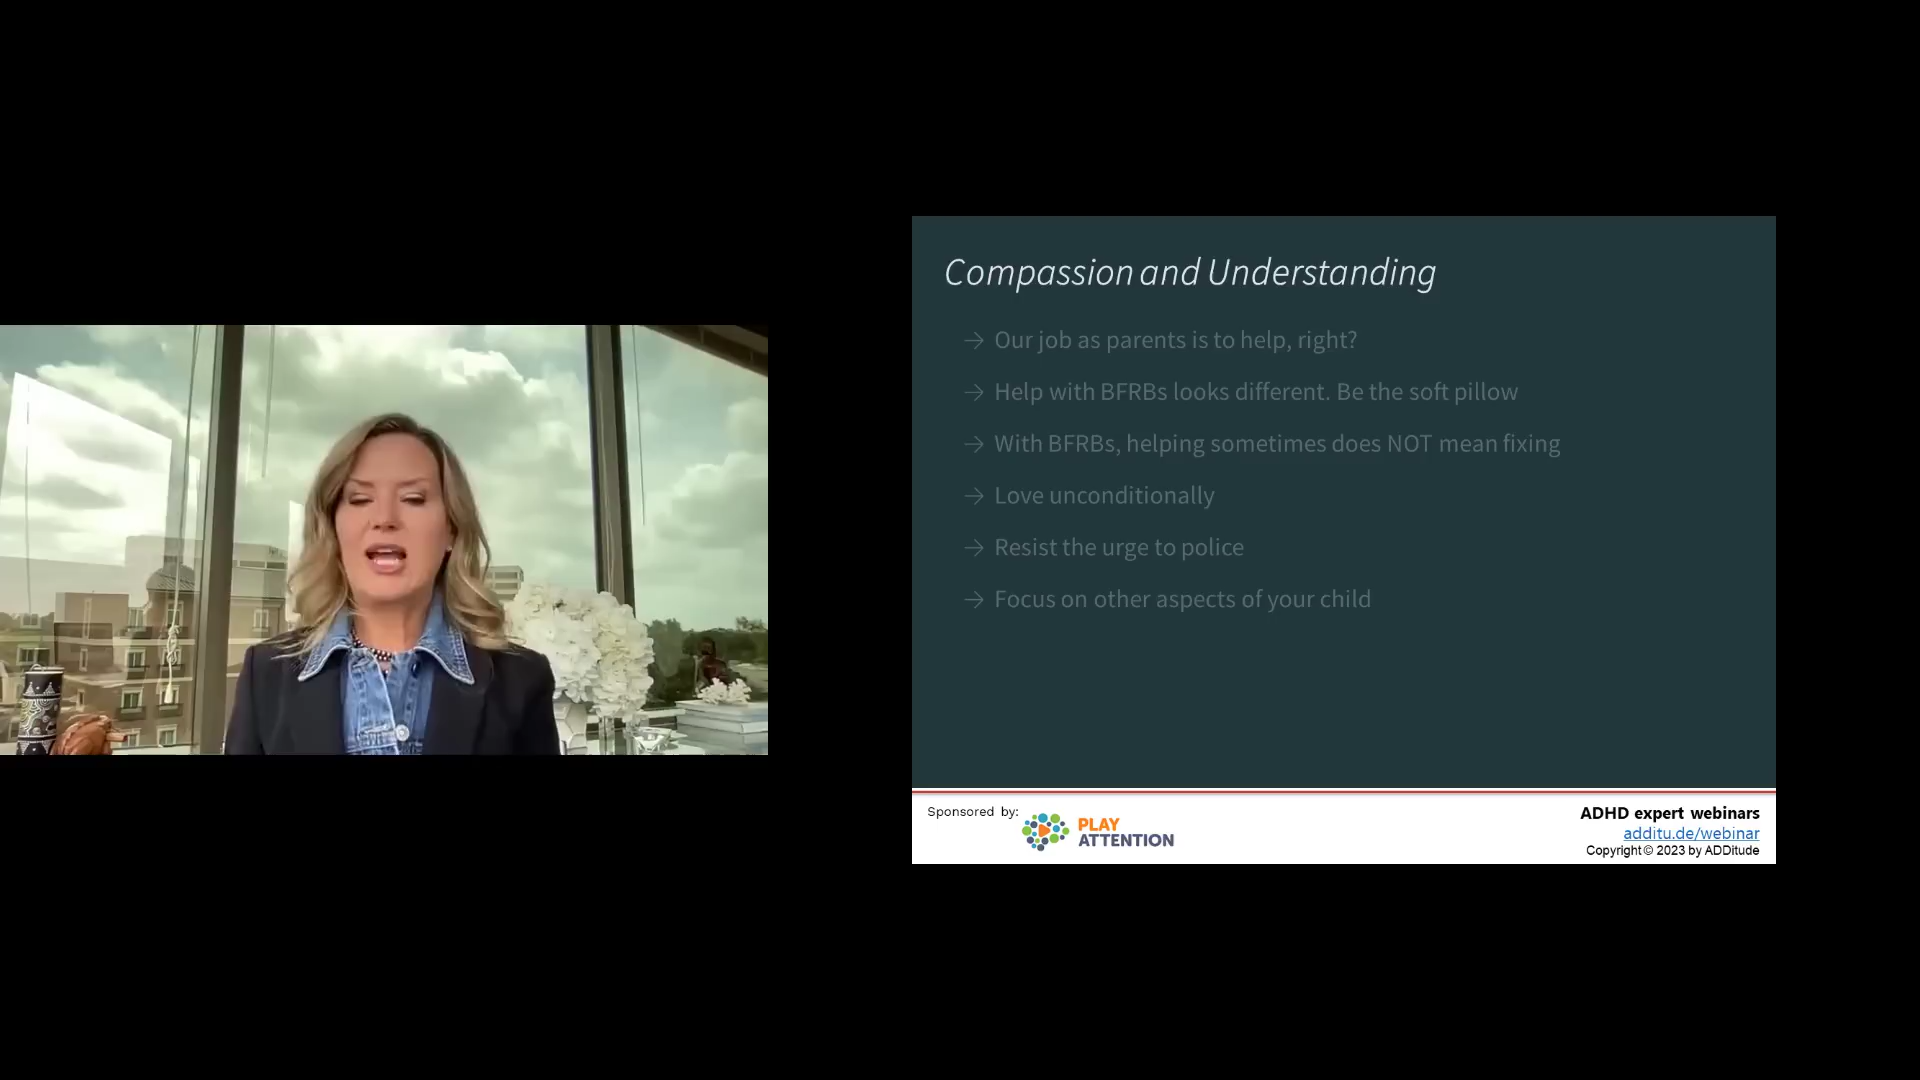 Compassion and Understanding
→ Our job as parents is to help, right?
→ Help with BFRBs looks different. Be the soft pillow
→ With BFRBs, helping sometimes does NOT mean fixing
→ Love unconditionally
→ Resist the urge to police
→ Focus on other aspects of your child
Sponsored by:
PLAY
ATTENTION
ADHD expert webinars
additu.de/webinar
Copyright © 2023 by ADDitude